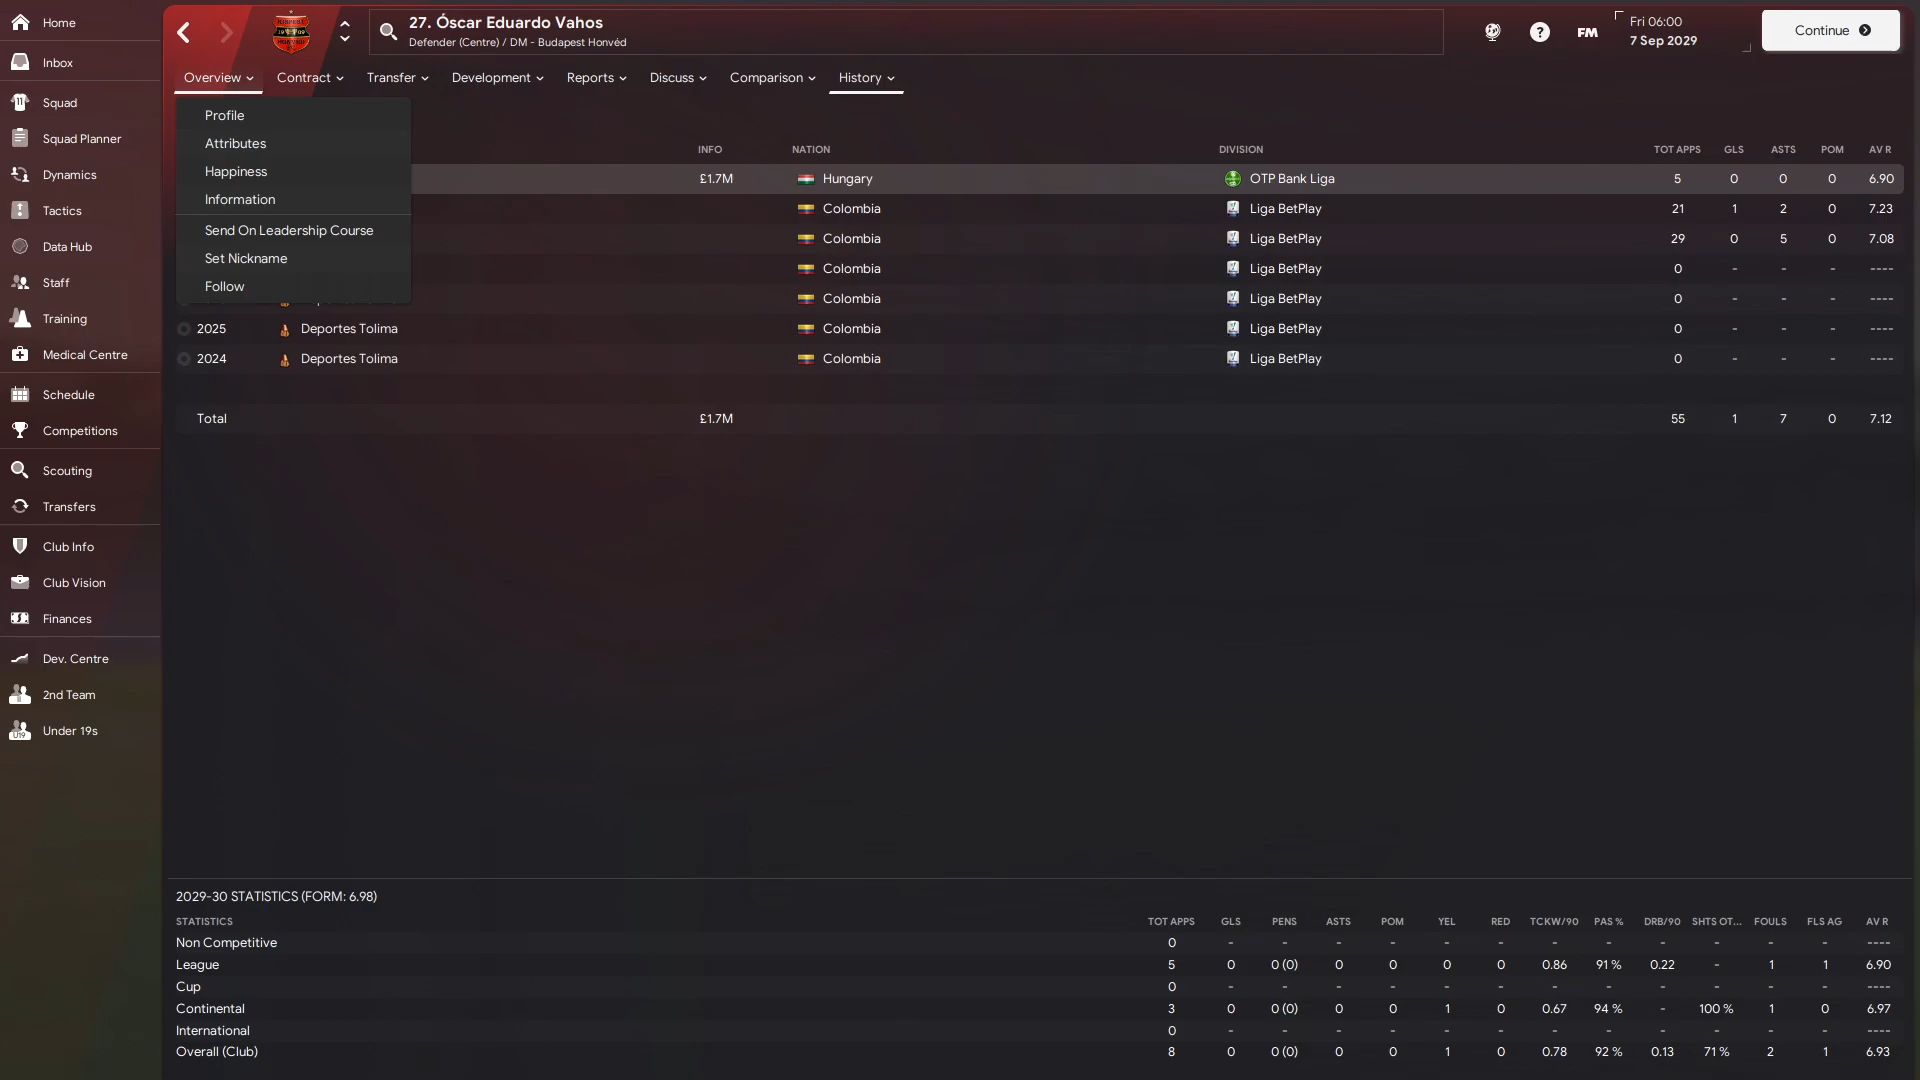 Home
Inbox
Squad
Squad Planner
Dynamics
Tactics
Data Hub
Staff
Training
Medical Centre
Schedule
Competitions
Scouting
Transfers
Club Info
Club Vision
Finances
Dev. Centre
2nd Team
Under 19s
27. Óscar Eduardo Vahos
Defender (Centre) / DM - Budapest Honvéd
FM
Fri 06:00
7 Sep 2029
Continue
Overview Contract Transfer Development Reports Discuss Comparison History
Profile
Attributes
Happiness
Information
Send On Leadership Course
Set Nickname
Follow
INFO NATION DIVISION TOT APPS GLS ASTS POM AV R
£1.7M Hungary OTP Bank Liga 5 0 0 0 6.90
Colombia Liga BetPlay 21 1 2 0 7.23
Colombia Liga BetPlay 29 0 5 0 7.08
Colombia Liga BetPlay 0 - - - ----
Colombia Liga BetPlay 0 - - - ----
2025 Deportes Tolima Colombia Liga BetPlay 0 - - - ----
2024 Deportes Tolima Colombia Liga BetPlay 0 - - - ----
Total £1.7M 55 1 7 0 7.12
2029-30 STATISTICS (FORM: 6.98)
STATISTICS TOT APPS GLS PENS ASTS POM YEL RED TCKW/90 PAS % DRB/90 SHTS OT... FOULS FLS AG AV R
Non Competitive 0 - - - - - - - - - - - - ----
League 5 0 0 (0) 0 0 0 0 0.86 91 % 0.22 - 1 1 6.90
Cup 0 - - - - - - - - - - - - ----
Continental 3 0 0 (0) 0 0 1 0 0.67 94 % - 100 % 1 0 6.97
International 0 - - - - - - - - - - - - ----
Overall (Club) 8 0 0 (0) 0 0 1 0 0.78 92 % 0.13 71 % 2 1 6.93